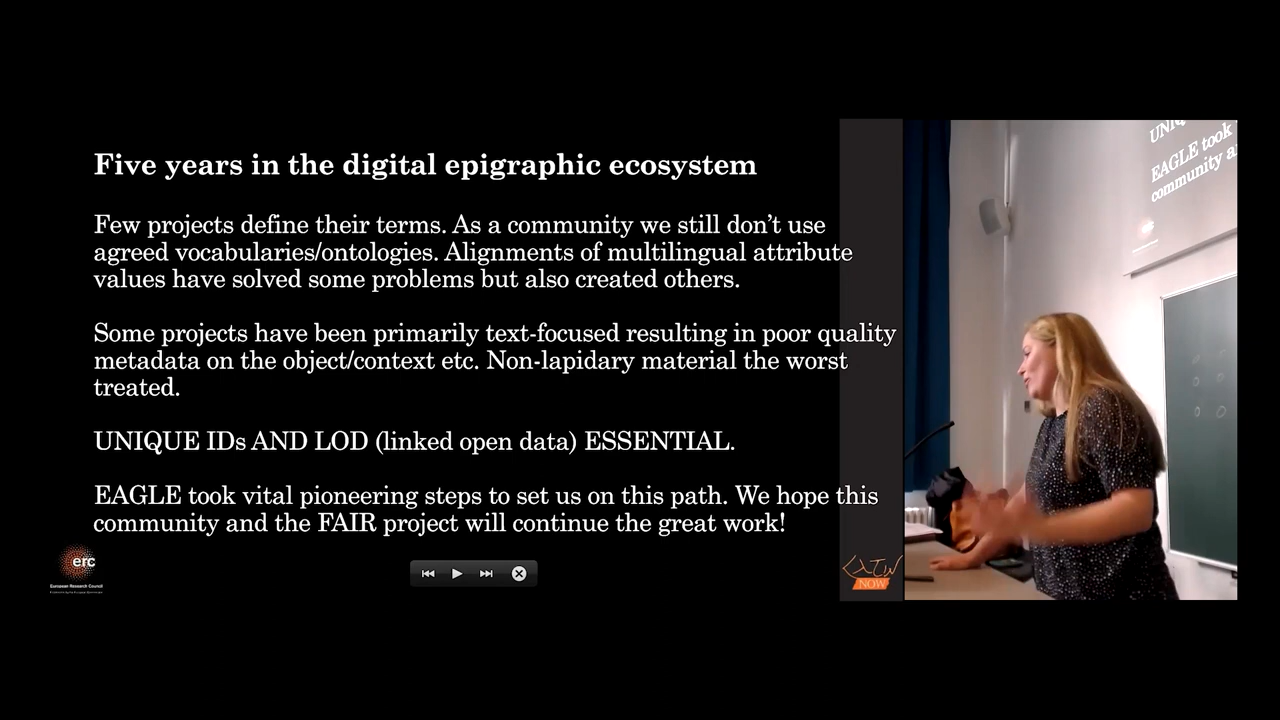 Five years in the digital epigraphic ecosystem
Few projects define their terms. As a community we still don’t use
agreed vocabularies/ontologies. Alignments of multilingual attribute
values have solved some problems but also created others.
Some projects have been primarily text-focused resulting in poor quality
metadata on the object/context etc. Non-lapidary material the worst
treated.
UNIQUE IDs AND LOD (linked open data) ESSENTIAL.
EAGLE took vital pioneering steps to set us on this path. We hope this
community and the FAIR project will continue the great work!
erc
European Research Council
NOW
EAGLE took
community a